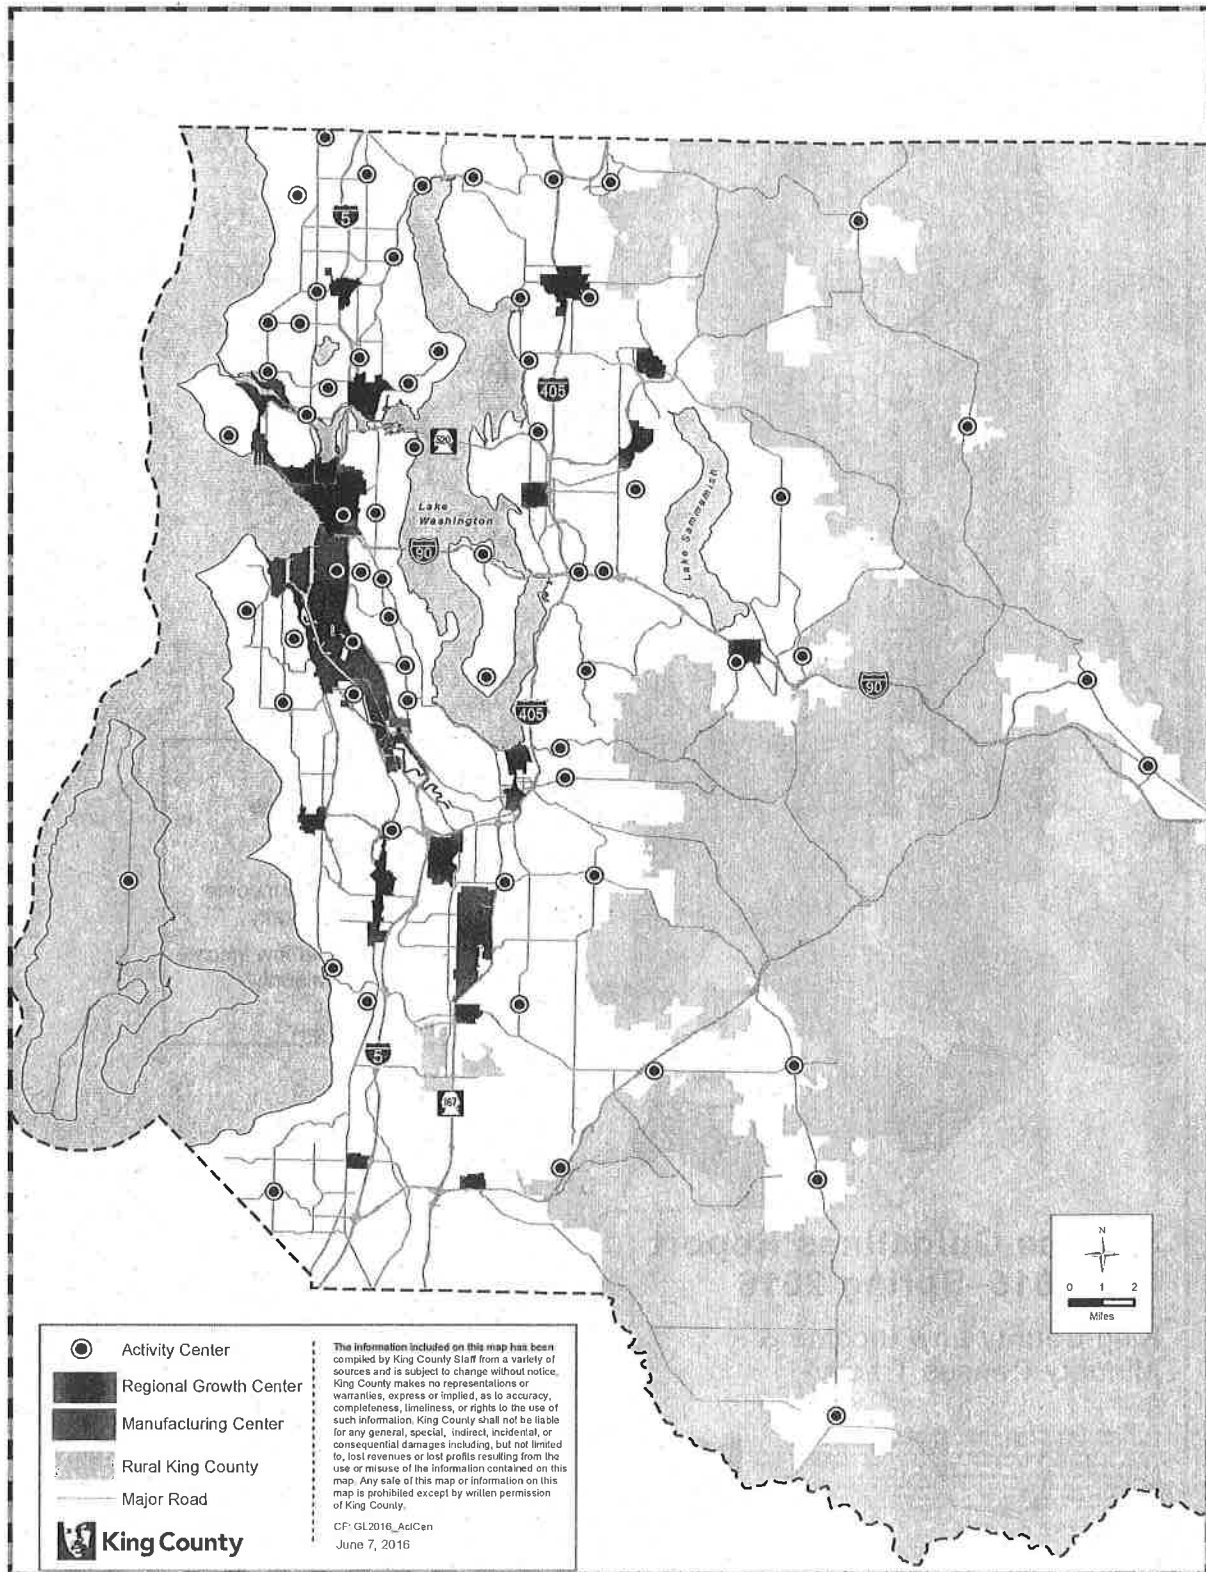 5
405
520
Lake
Washington
Lake Sammamish
90
90
405
5
167
N
0 1 2
Miles
Activity Center
Regional Growth Center
Manufacturing Center
Rural King County
Major Road
King County
The information included on this map has been
compiled by King County Staff from a variety of
sources and is subject to change without notice.
King County makes no representations or
warranties, express or implied, as to accuracy,
completeness, timeliness, or rights to the use of
such information. King County shall not be liable
for any general, special, indirect, incidental, or
consequential damages including, but not limited
to, lost revenues or lost profits resulting from the
use or misuse of the information contained on this
map. Any sale of this map or information on this
map is prohibited except by written permission
of King County.
CF: GL2016_ActCen
June 7, 2016